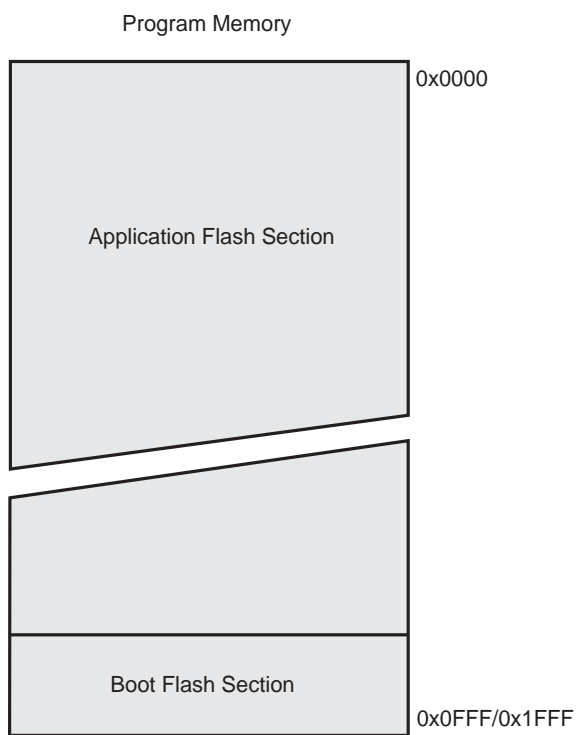 Program Memory
0x0000
Application Flash Section
Boot Flash Section
0x0FFF/0x1FFF